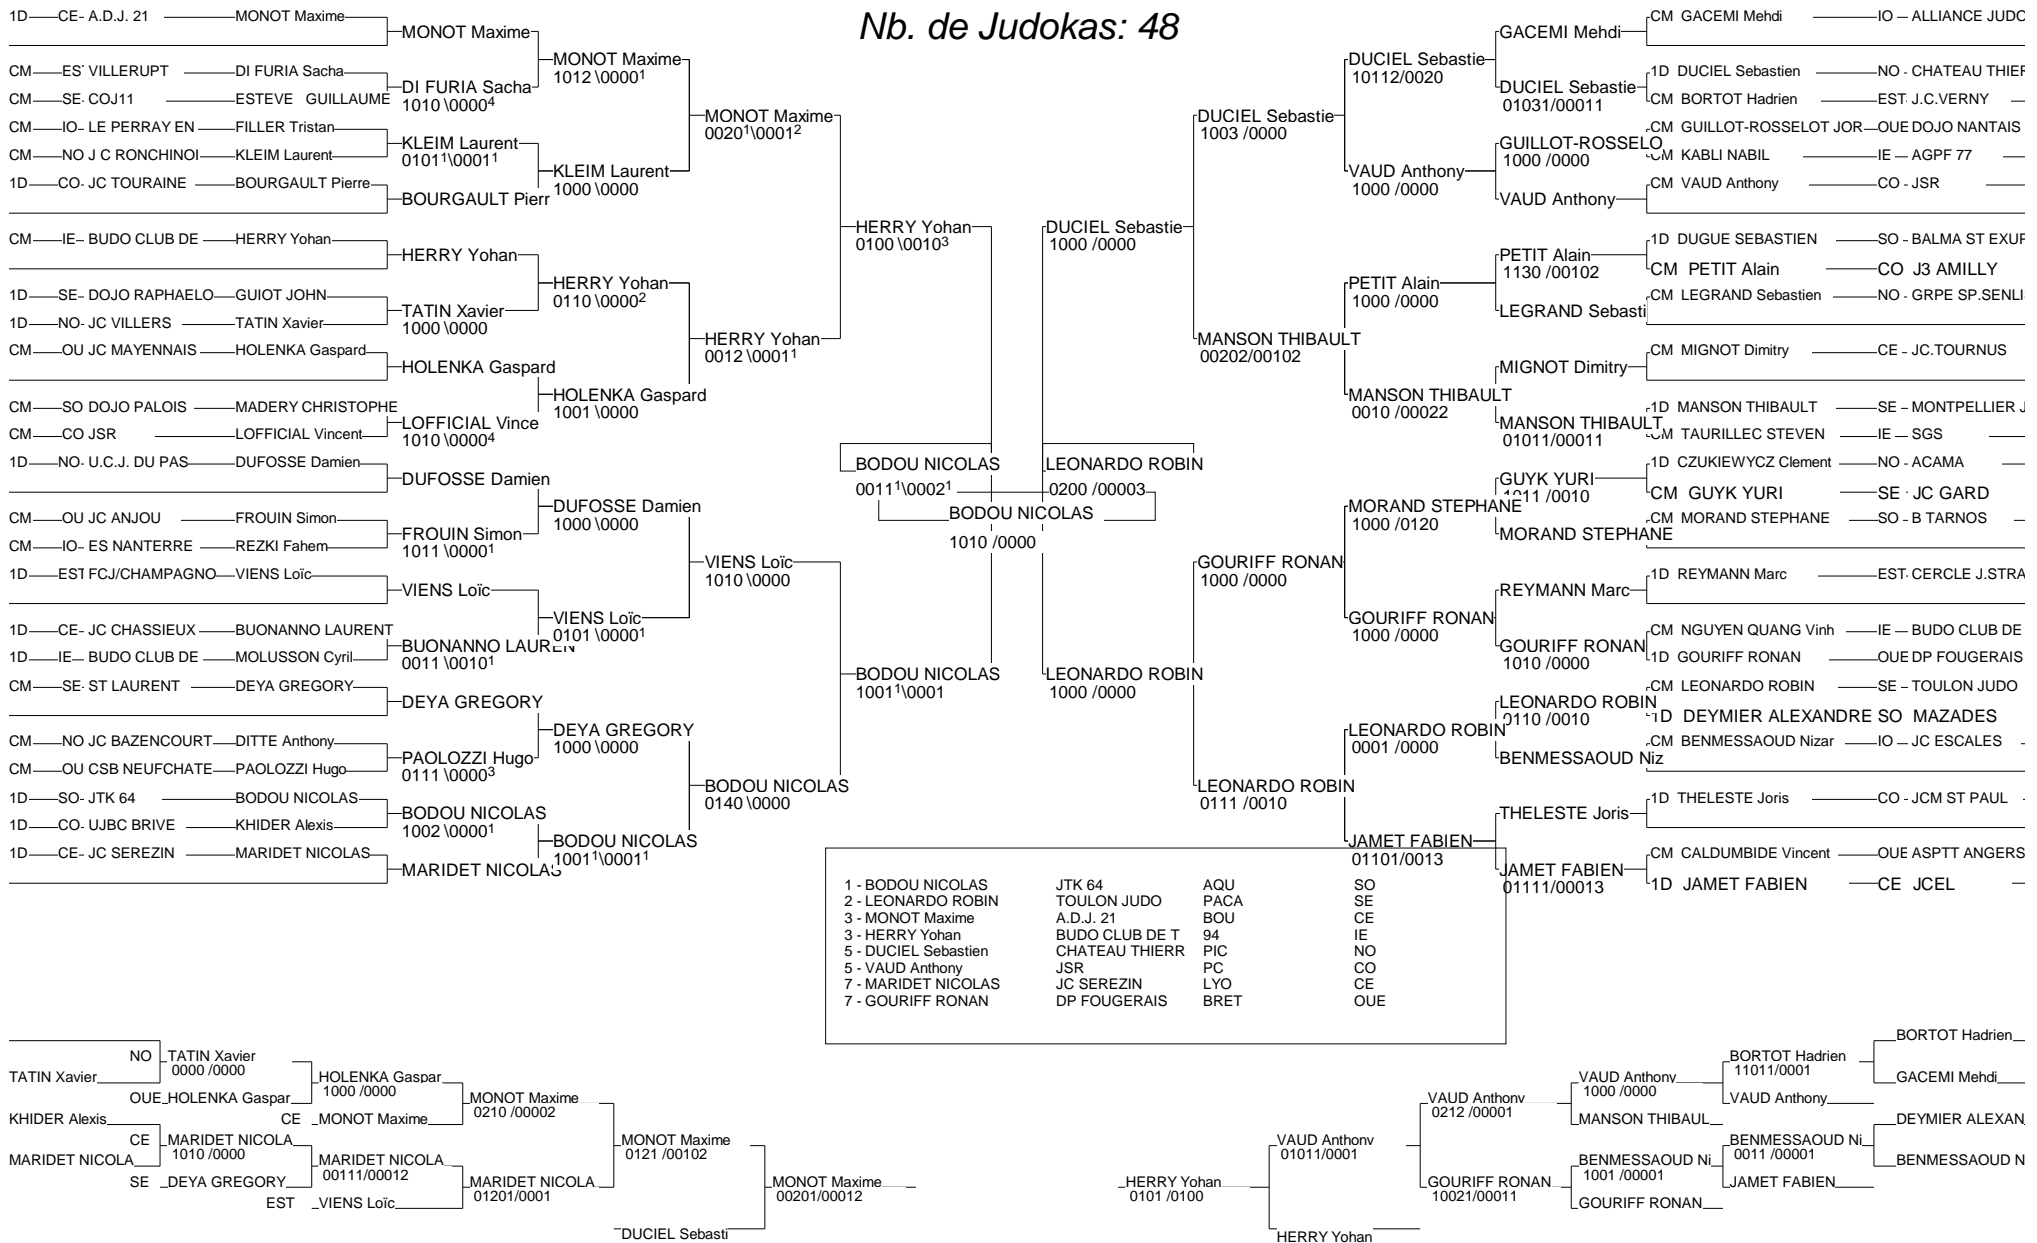 Nb. de Judokas: 48
1D CE- A.D.J. 21 MONOT Maxime
CM ES VILLERUPT DI FURIA Sacha
CM SE- COJ11 ESTEVE GUILLAUME
CM IO- LE PERRAY EN FILLER Tristan
CM NO J C RONCHINOI KLEIM Laurent
1D CO- JC TOURAINE BOURGAULT Pierre
CM IE- BUDO CLUB DE HERRY Yohan
1D SE- DOJO RAPHAELO GUIOT JOHN
1D NO- JC VILLERS TATIN Xavier
CM OU JC MAYENNAIS HOLENKA Gaspard
CM SO DOJO PALOIS MADERY CHRISTOPHE
CM CO JSR LOFFICIAL Vincent
1D NO- U.C.J. DU PAS DUFOSSE Damien
CM OU JC ANJOU FROUIN Simon
CM IO- ES NANTERRE REZKI Fahem
1D EST FCJ/CHAMPAGNO VIENS Loïc
1D CE- JC CHASSIEUX BUONANNO LAURENT
1D IE- BUDO CLUB DE MOLUSSON Cyril
CM SE- ST LAURENT DEYA GREGORY
CM NO JC BAZENCOURT DITTE Anthony
CM OU CSB NEUFCHATE PAOLOZZI Hugo
1D SO- JTK 64 BODOU NICOLAS
1D CO- UJBC BRIVE KHIDER Alexis
1D CE- JC SEREZIN MARIDET NICOLAS
MONOT Maxime
DI FURIA Sacha
1010 \0000⁴
KLEIM Laurent
0101¹\0001¹
BOURGAULT Pierr
HERRY Yohan
TATIN Xavier
1000 \0000
HOLENKA Gaspard
LOFFICIAL Vince
1010 \0000⁴
DUFOSSE Damien
FROUIN Simon
1011 \0000¹
VIENS Loïc
BUONANNO LAUREN
0011 \0010¹
DEYA GREGORY
PAOLOZZI Hugo
0111 \0000³
BODOU NICOLAS
1002 \0000¹
MARIDET NICOLAS
MONOT Maxime
1012 \0000¹
KLEIM Laurent
1000 \0000
HERRY Yohan
0110 \0000²
HOLENKA Gaspard
1001 \0000
DUFOSSE Damien
1000 \0000
VIENS Loïc
0101 \0000¹
DEYA GREGORY
1000 \0000
BODOU NICOLAS
1001¹\0001¹
MONOT Maxime
0020¹\0001²
HERRY Yohan
0012 \0001¹
VIENS Loïc
1010 \0000
BODOU NICOLAS
0140 \0000
HERRY Yohan
0100 \0010³
BODOU NICOLAS
1001¹\0001
BODOU NICOLAS
0011¹\0002¹
LEONARDO ROBIN
0200 /00003
BODOU NICOLAS
1010 /0000
DUCIEL Sebastie
1000 /0000
LEONARDO ROBIN
1000 /0000
DUCIEL Sebastie
1003 /0000
MANSON THIBAULT
00202/00102
GOURIFF RONAN
1000 /0000
LEONARDO ROBIN
0111 /0010
DUCIEL Sebastie
10112/0020
VAUD Anthony
1000 /0000
PETIT Alain
1000 /0000
MANSON THIBAULT
0010 /00022
MORAND STEPHANE
1000 /0120
GOURIFF RONAN
1000 /0000
LEONARDO ROBIN
0001 /0000
JAMET FABIEN
01101/0013
GACEMI Mehdi
DUCIEL Sebastie
01031/00011
GUILLOT-ROSSELO
1000 /0000
VAUD Anthony
PETIT Alain
1130 /00102
LEGRAND Sebasti
MIGNOT Dimitry
MANSON THIBAULT
01011/00011
GUYK YURI
1011 /0010
MORAND STEPHANE
REYMANN Marc
GOURIFF RONAN
1010 /0000
LEONARDO ROBIN
0110 /0010
BENMESSAOUD Niz
THELESTE Joris
JAMET FABIEN
01111/00013
CM GACEMI Mehdi IO - ALLIANCE JUDO
1D DUCIEL Sebastien NO - CHATEAU THIER
CM BORTOT Hadrien EST- J.C.VERNY
CM GUILLOT-ROSSELOT JOR OUE DOJO NANTAIS
CM KABLI NABIL IE - AGPF 77
CM VAUD Anthony CO - JSR
1D DUGUE SEBASTIEN SO - BALMA ST EXUP
CM PETIT Alain CO J3 AMILLY
CM LEGRAND Sebastien NO - GRPE SP.SENLI
CM MIGNOT Dimitry CE - JC.TOURNUS
1D MANSON THIBAULT SE - MONTPELLIER J
CM TAURILLEC STEVEN IE - SGS
1D CZUKIEWYCZ Clement NO - ACAMA
CM GUYK YURI SE JC GARD
CM MORAND STEPHANE SO - B TARNOS
1D REYMANN Marc EST- CERCLE J.STRA
CM NGUYEN QUANG Vinh IE - BUDO CLUB DE
1D GOURIFF RONAN OUE DP FOUGERAIS
CM LEONARDO ROBIN SE - TOULON JUDO
1D DEYMIER ALEXANDRE SO MAZADES
CM BENMESSAOUD Nizar IO - JC ESCALES
1D THELESTE Joris CO - JCM ST PAUL
CM CALDUMBIDE Vincent OUE ASPTT ANGERS
1D JAMET FABIEN CE JCEL
1 - BODOU NICOLAS JTK 64 AQU SO
2 - LEONARDO ROBIN TOULON JUDO PACA SE
3 - MONOT Maxime A.D.J. 21 BOU CE
3 - HERRY Yohan BUDO CLUB DE T 94 IE
5 - DUCIEL Sebastien CHATEAU THIERR PIC NO
5 - VAUD Anthony JSR PC CO
7 - MARIDET NICOLAS JC SEREZIN LYO CE
7 - GOURIFF RONAN DP FOUGERAIS BRET OUE
TATIN Xavier
KHIDER Alexis
MARIDET NICOLA
NO TATIN Xavier
0000 /0000
OUE HOLENKA Gaspar
CE MARIDET NICOLA
1010 /0000
SE DEYA GREGORY
HOLENKA Gaspar
1000 /0000
CE MONOT Maxime
MARIDET NICOLA
00111/00012
EST VIENS Loïc
MONOT Maxime
0210 /00002
MARIDET NICOLA
01201/0001
MONOT Maxime
0121 /00102
DUCIEL Sebasti
MONOT Maxime
00201/00012
HERRY Yohan
0101 /0100
VAUD Anthony
01011/0001
HERRY Yohan
VAUD Anthony
0212 /00001
GOURIFF RONAN
10021/00011
VAUD Anthony
1000 /0000
MANSON THIBAUL
BENMESSAOUD Ni
1001 /00001
GOURIFF RONAN
BORTOT Hadrien
11011/0001
VAUD Anthony
BENMESSAOUD Ni
0011 /00001
JAMET FABIEN
BORTOT Hadrien
GACEMI Mehdi
DEYMIER ALEXAN
BENMESSAOUD N